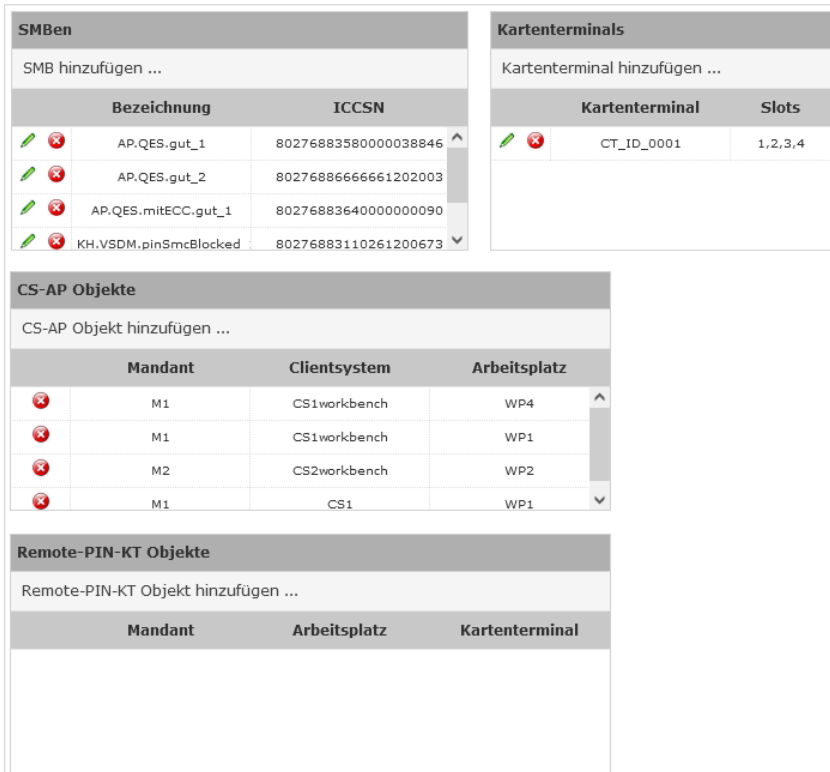 SMBen
SMB hinzufügen ...
Bezeichnung ICCSN
AP.QES.gut_1 80276883580000038846
AP.QES.gut_2 80276886666661202003
AP.QES.mitECC.gut_1 80276883640000000090
KH.VSDM.pinSmcBlocked 80276883110261200673
Kartenterminals
Kartenterminal hinzufügen ...
Kartenterminal Slots
CT_ID_0001 1,2,3,4
CS-AP Objekte
CS-AP Objekt hinzufügen ...
Mandant Clientsystem Arbeitsplatz
M1 CS1workbench WP4
M1 CS1workbench WP1
M2 CS2workbench WP2
M1 CS1 WP1
Remote-PIN-KT Objekte
Remote-PIN-KT Objekt hinzufügen ...
Mandant Arbeitsplatz Kartenterminal